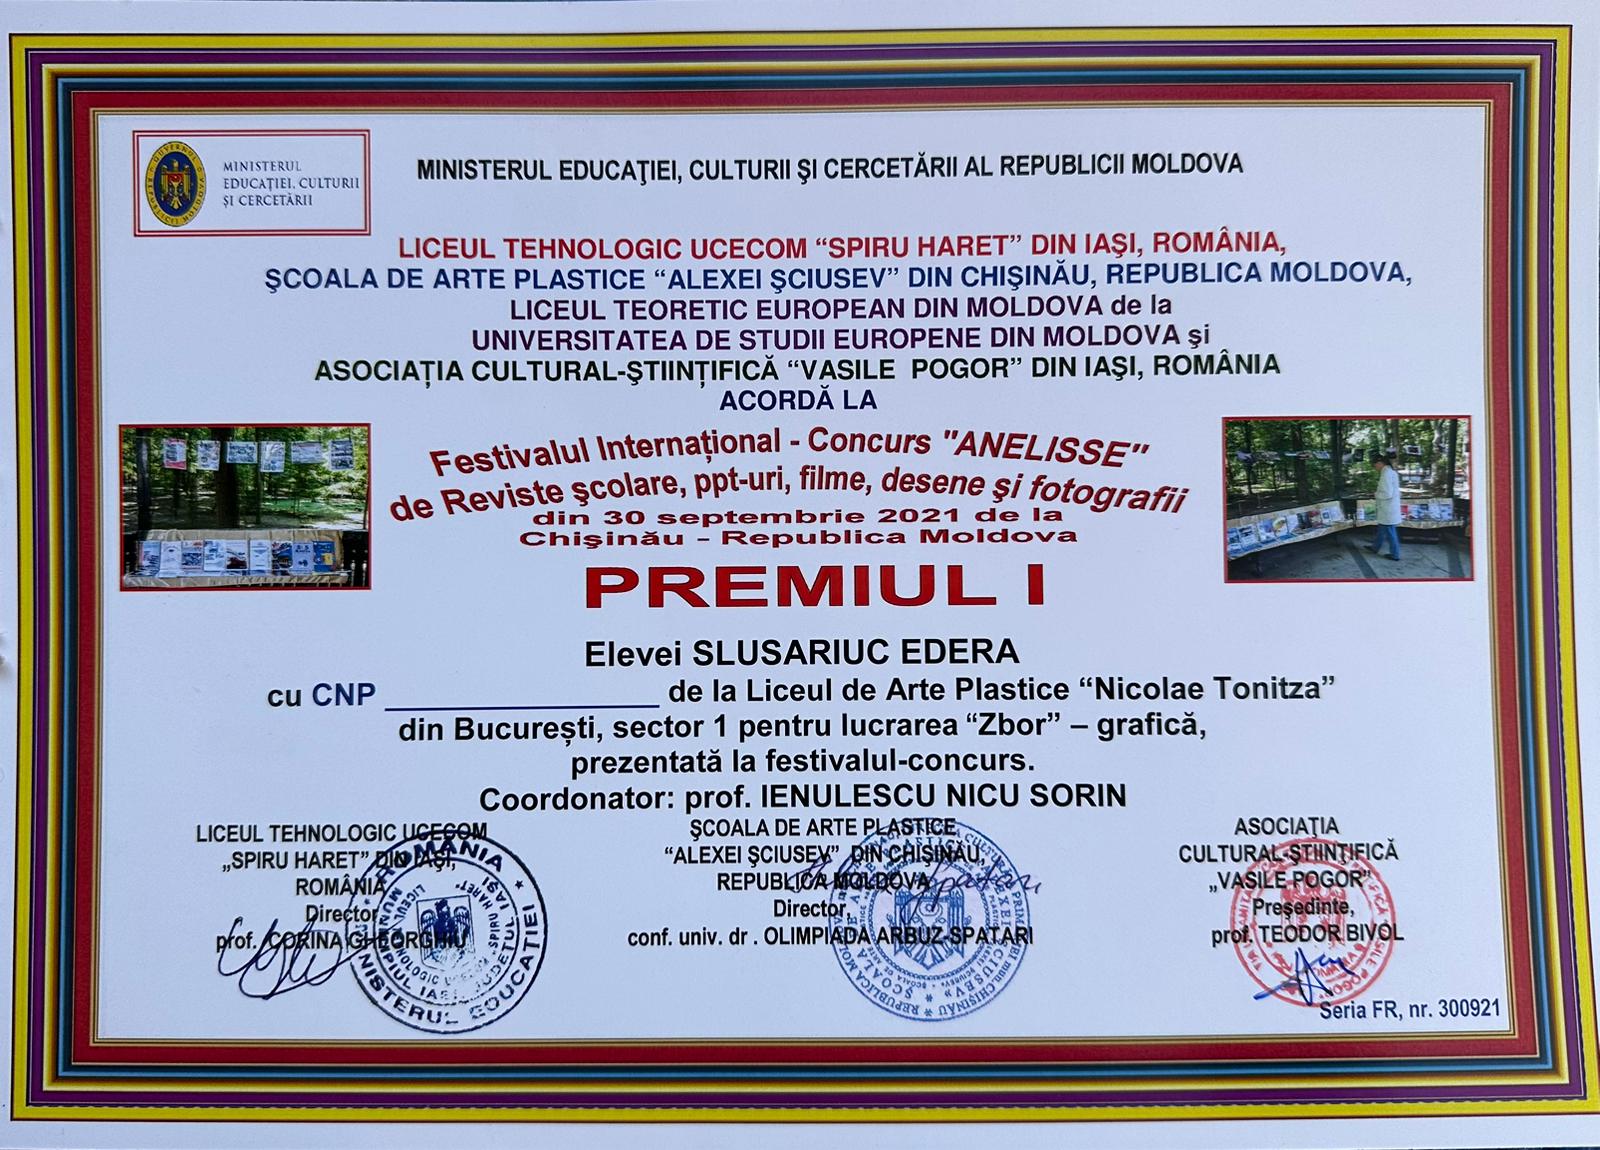 MINISTERUL
EDUCAȚIEI, CULTURII
ȘI CERCETĂRII
MINISTERUL EDUCAŢIEI, CULTURII ŞI CERCETĂRII AL REPUBLICII MOLDOVA
LICEUL TEHNOLOGIC UCECOM “SPIRU HARET” DIN IAŞI, ROMÂNIA,
ŞCOALA DE ARTE PLASTICE “ALEXEI ŞCIUSEV” DIN CHIŞINĂU, REPUBLICA MOLDOVA,
LICEUL TEORETIC EUROPEAN DIN MOLDOVA de la
UNIVERSITATEA DE STUDII EUROPENE DIN MOLDOVA şi
ASOCIAȚIA CULTURAL-ŞTIINȚIFICĂ “VASILE POGOR” DIN IAŞI, ROMÂNIA
ACORDĂ LA
Festivalul Internațional - Concurs "ANELISSE"
de Reviste şcolare, ppt-uri, filme, desene şi fotografii
din 30 septembrie 2021 de la
Chişinău - Republica Moldova
PREMIUL I
Elevei SLUSARIUC EDERA
cu CNP ________________ de la Liceul de Arte Plastice “Nicolae Tonitza”
din București, sector 1 pentru lucrarea “Zbor” – grafică,
prezentată la festivalul-concurs.
Coordonator: prof. IENULESCU NICU SORIN
LICEUL TEHNOLOGIC UCECOM
„SPIRU HARET” DIN IAŞI,
ROMÂNIA
Director,
prof. CORINA GHEORGHIU
ŞCOALA DE ARTE PLASTICE
“ALEXEI ŞCIUSEV” DIN CHIŞINĂU,
REPUBLICA MOLDOVA
Director,
conf. univ. dr . OLIMPIADA ARBUZ-SPATARI
ASOCIAŢIA
CULTURAL-ŞTIINŢIFICĂ
„VASILE POGOR”
Preşedinte,
prof. TEODOR BIVOL
Seria FR, nr. 300921